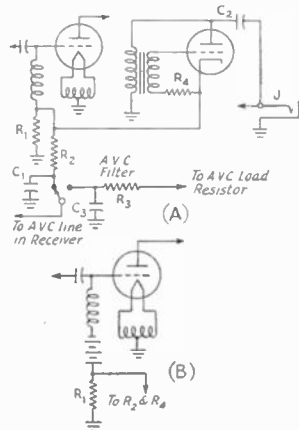 C₂
R₄
J
R₁
R₂
AVC
Filter
C₁
R₃
To AVC Load
Resistor
C₃
(A)
To AVC line
in Receiver
(B)
R₁
To R₂ & R₄